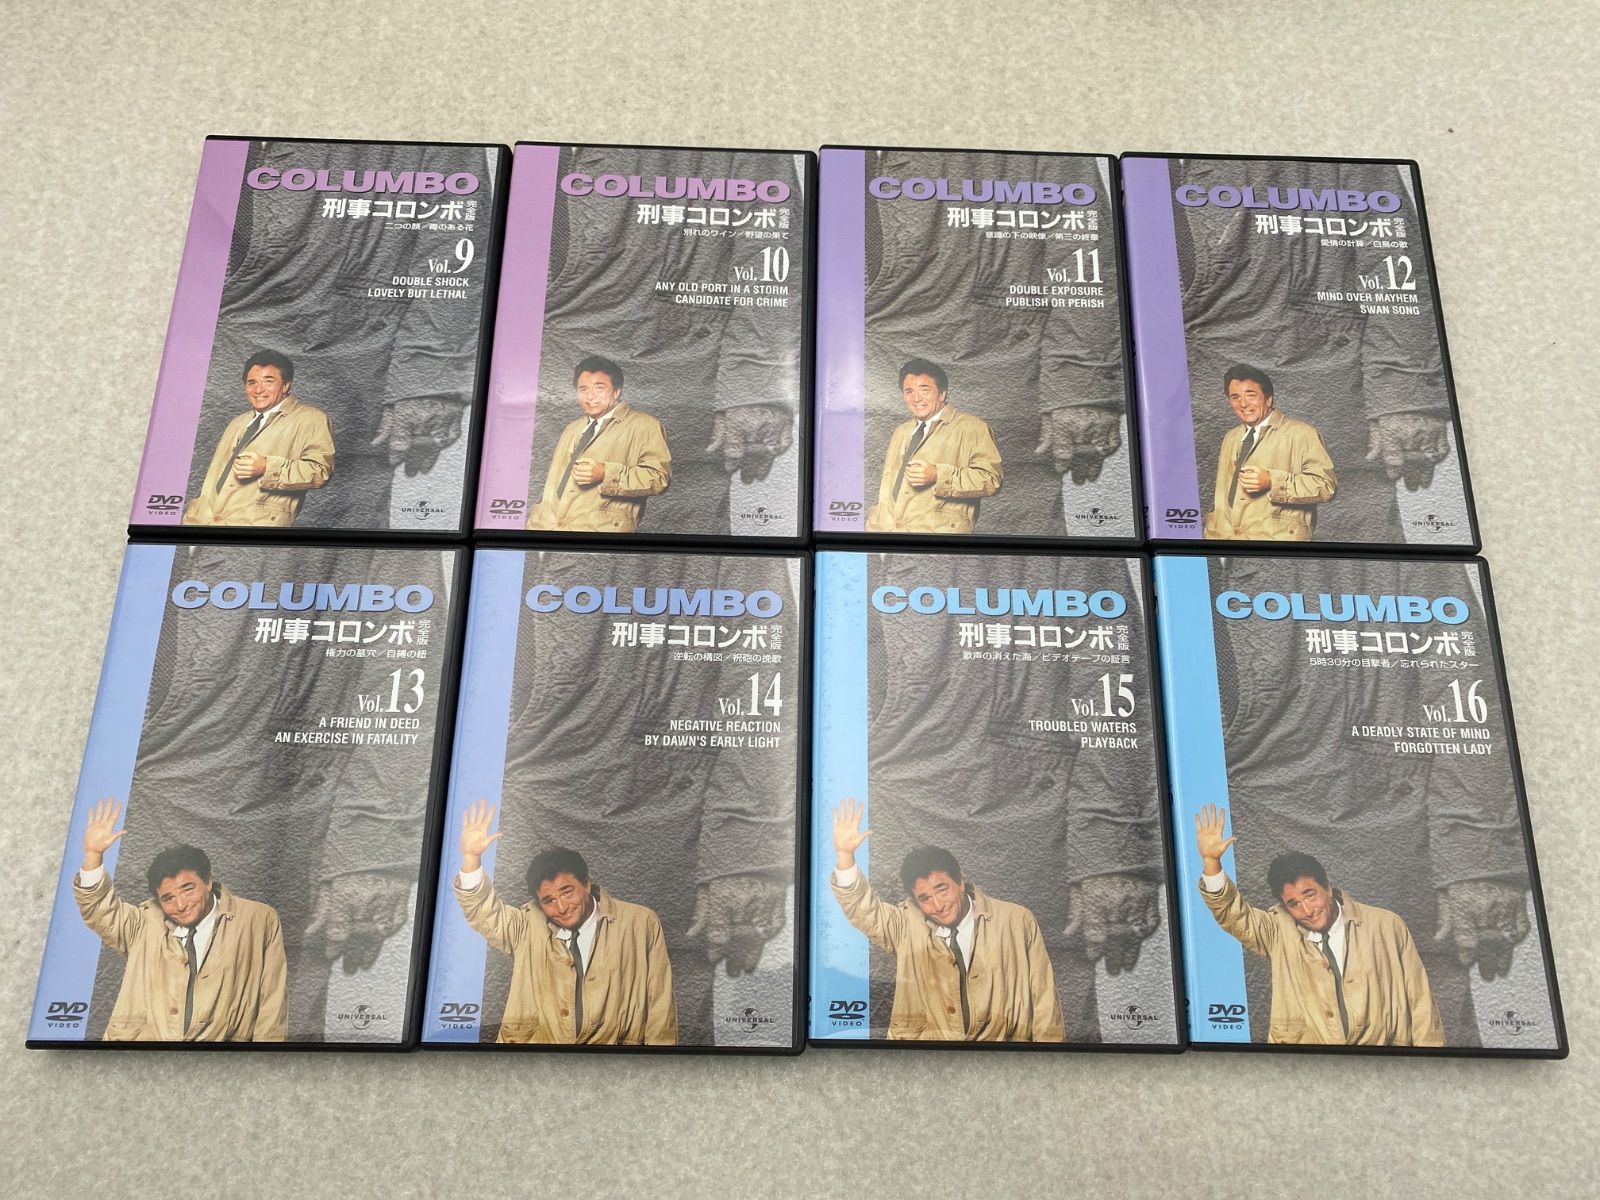 COLUMBO
刑事コロンボ 完全版
二つの顔／毒のある花
Vol.9
DOUBLE SHOCK
LOVELY BUT LETHAL
DVD
VIDEO
UNIVERSAL
COLUMBO
刑事コロンボ 完全版
別れのワイン／野望の果て
Vol.10
ANY OLD PORT IN A STORM
CANDIDATE FOR CRIME
DVD
VIDEO
UNIVERSAL
COLUMBO
刑事コロンボ 完全版
意識の下の映像／第三の終章
Vol.11
DOUBLE EXPOSURE
PUBLISH OR PERISH
DVD
VIDEO
UNIVERSAL
COLUMBO
刑事コロンボ 完全版
愛情の計算／白鳥の歌
Vol.12
MIND OVER MAYHEM
SWAN SONG
DVD
VIDEO
UNIVERSAL
COLUMBO
刑事コロンボ 完全版
権力の墓穴／自縛の紐
Vol.13
A FRIEND IN DEED
AN EXERCISE IN FATALITY
DVD
VIDEO
UNIVERSAL
COLUMBO
刑事コロンボ 完全版
逆転の構図／祝砲の挽歌
Vol.14
NEGATIVE REACTION
BY DAWN'S EARLY LIGHT
DVD
VIDEO
UNIVERSAL
COLUMBO
刑事コロンボ 完全版
歌声の消えた海／ビデオテープの証言
Vol.15
TROUBLED WATERS
PLAYBACK
DVD
VIDEO
UNIVERSAL
COLUMBO
刑事コロンボ 完全版
5時30分の目撃者／忘れられたスター
Vol.16
A DEADLY STATE OF MIND
FORGOTTEN LADY
DVD
VIDEO
UNIVERSAL